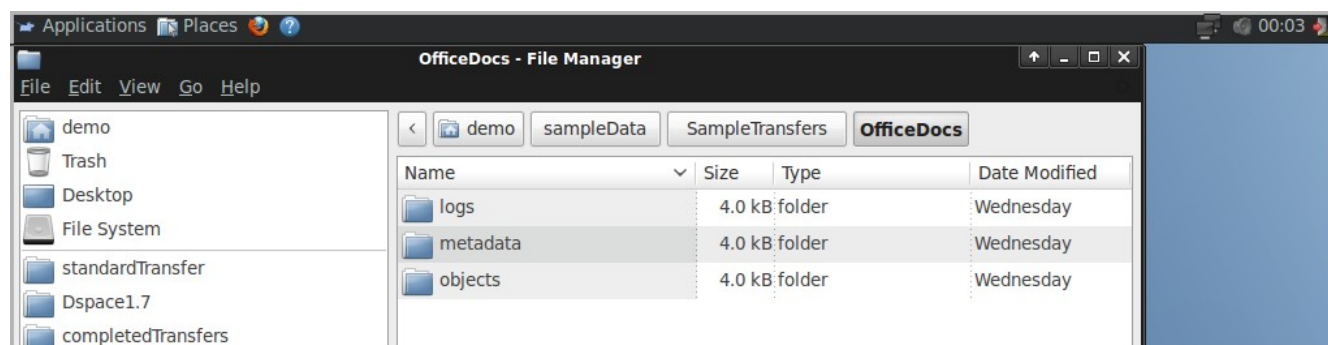 Applications Places 00:03
OfficeDocs - File Manager
File Edit View Go Help
demo
Trash
Desktop
File System
standardTransfer
Dspace1.7
completedTransfers
demo sampleData SampleTransfers OfficeDocs
Name Size Type Date Modified
logs 4.0 kB folder Wednesday
metadata 4.0 kB folder Wednesday
objects 4.0 kB folder Wednesday